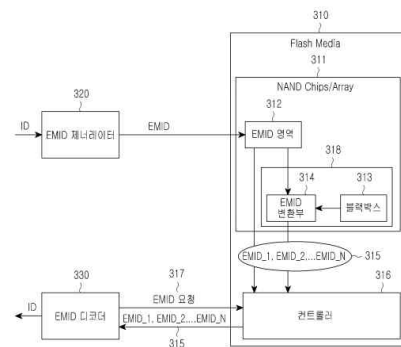 310
Flash Media
311
NAND Chips/Array
320
312
ID
EMID 제너레이터
EMID
EMID 영역
318
314
313
EMID
변환부
블랙박스
EMID_1, EMID_2,...EMID_N
315
330
317
316
ID
EMID 디코더
EMID 요청
EMID_1, EMID_2,...EMID_N
315
컨트롤러